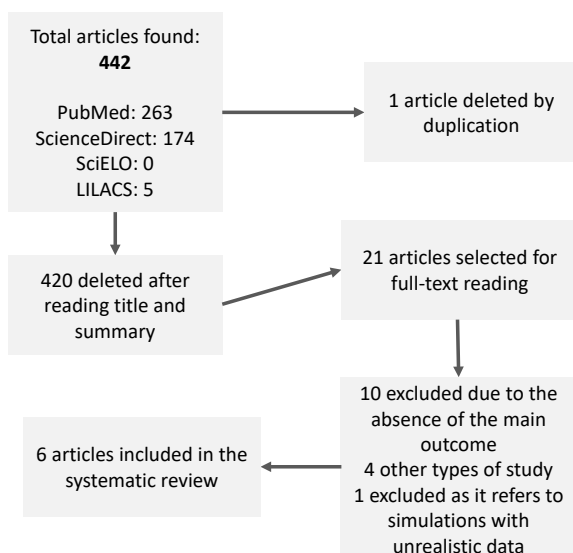 Total articles found:
442
PubMed: 263
ScienceDirect: 174
SciELO: 0
LILACS: 5
1 article deleted by
duplication
420 deleted after
reading title and
summary
21 articles selected for
full-text reading
10 excluded due to the
absence of the main
outcome
4 other types of study
1 excluded as it refers to
simulations with
unrealistic data
6 articles included in the
systematic review